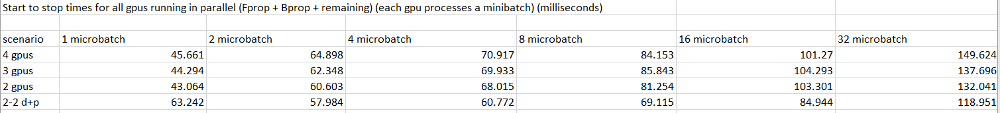 Start to stop times for all gpus running in parallel (Fprop + Bprop + remaining) (each gpu processes a minibatch) (milliseconds)
scenario 1 microbatch 2 microbatch 4 microbatch 8 microbatch 16 microbatch 32 microbatch
4 gpus 45.661 64.898 70.917 84.153 101.27 149.624
3 gpus 44.294 62.348 69.933 85.843 104.293 137.696
2 gpus 43.064 60.603 68.015 81.254 103.301 132.041
2-2 d+p 63.242 57.984 60.772 69.115 84.944 118.951